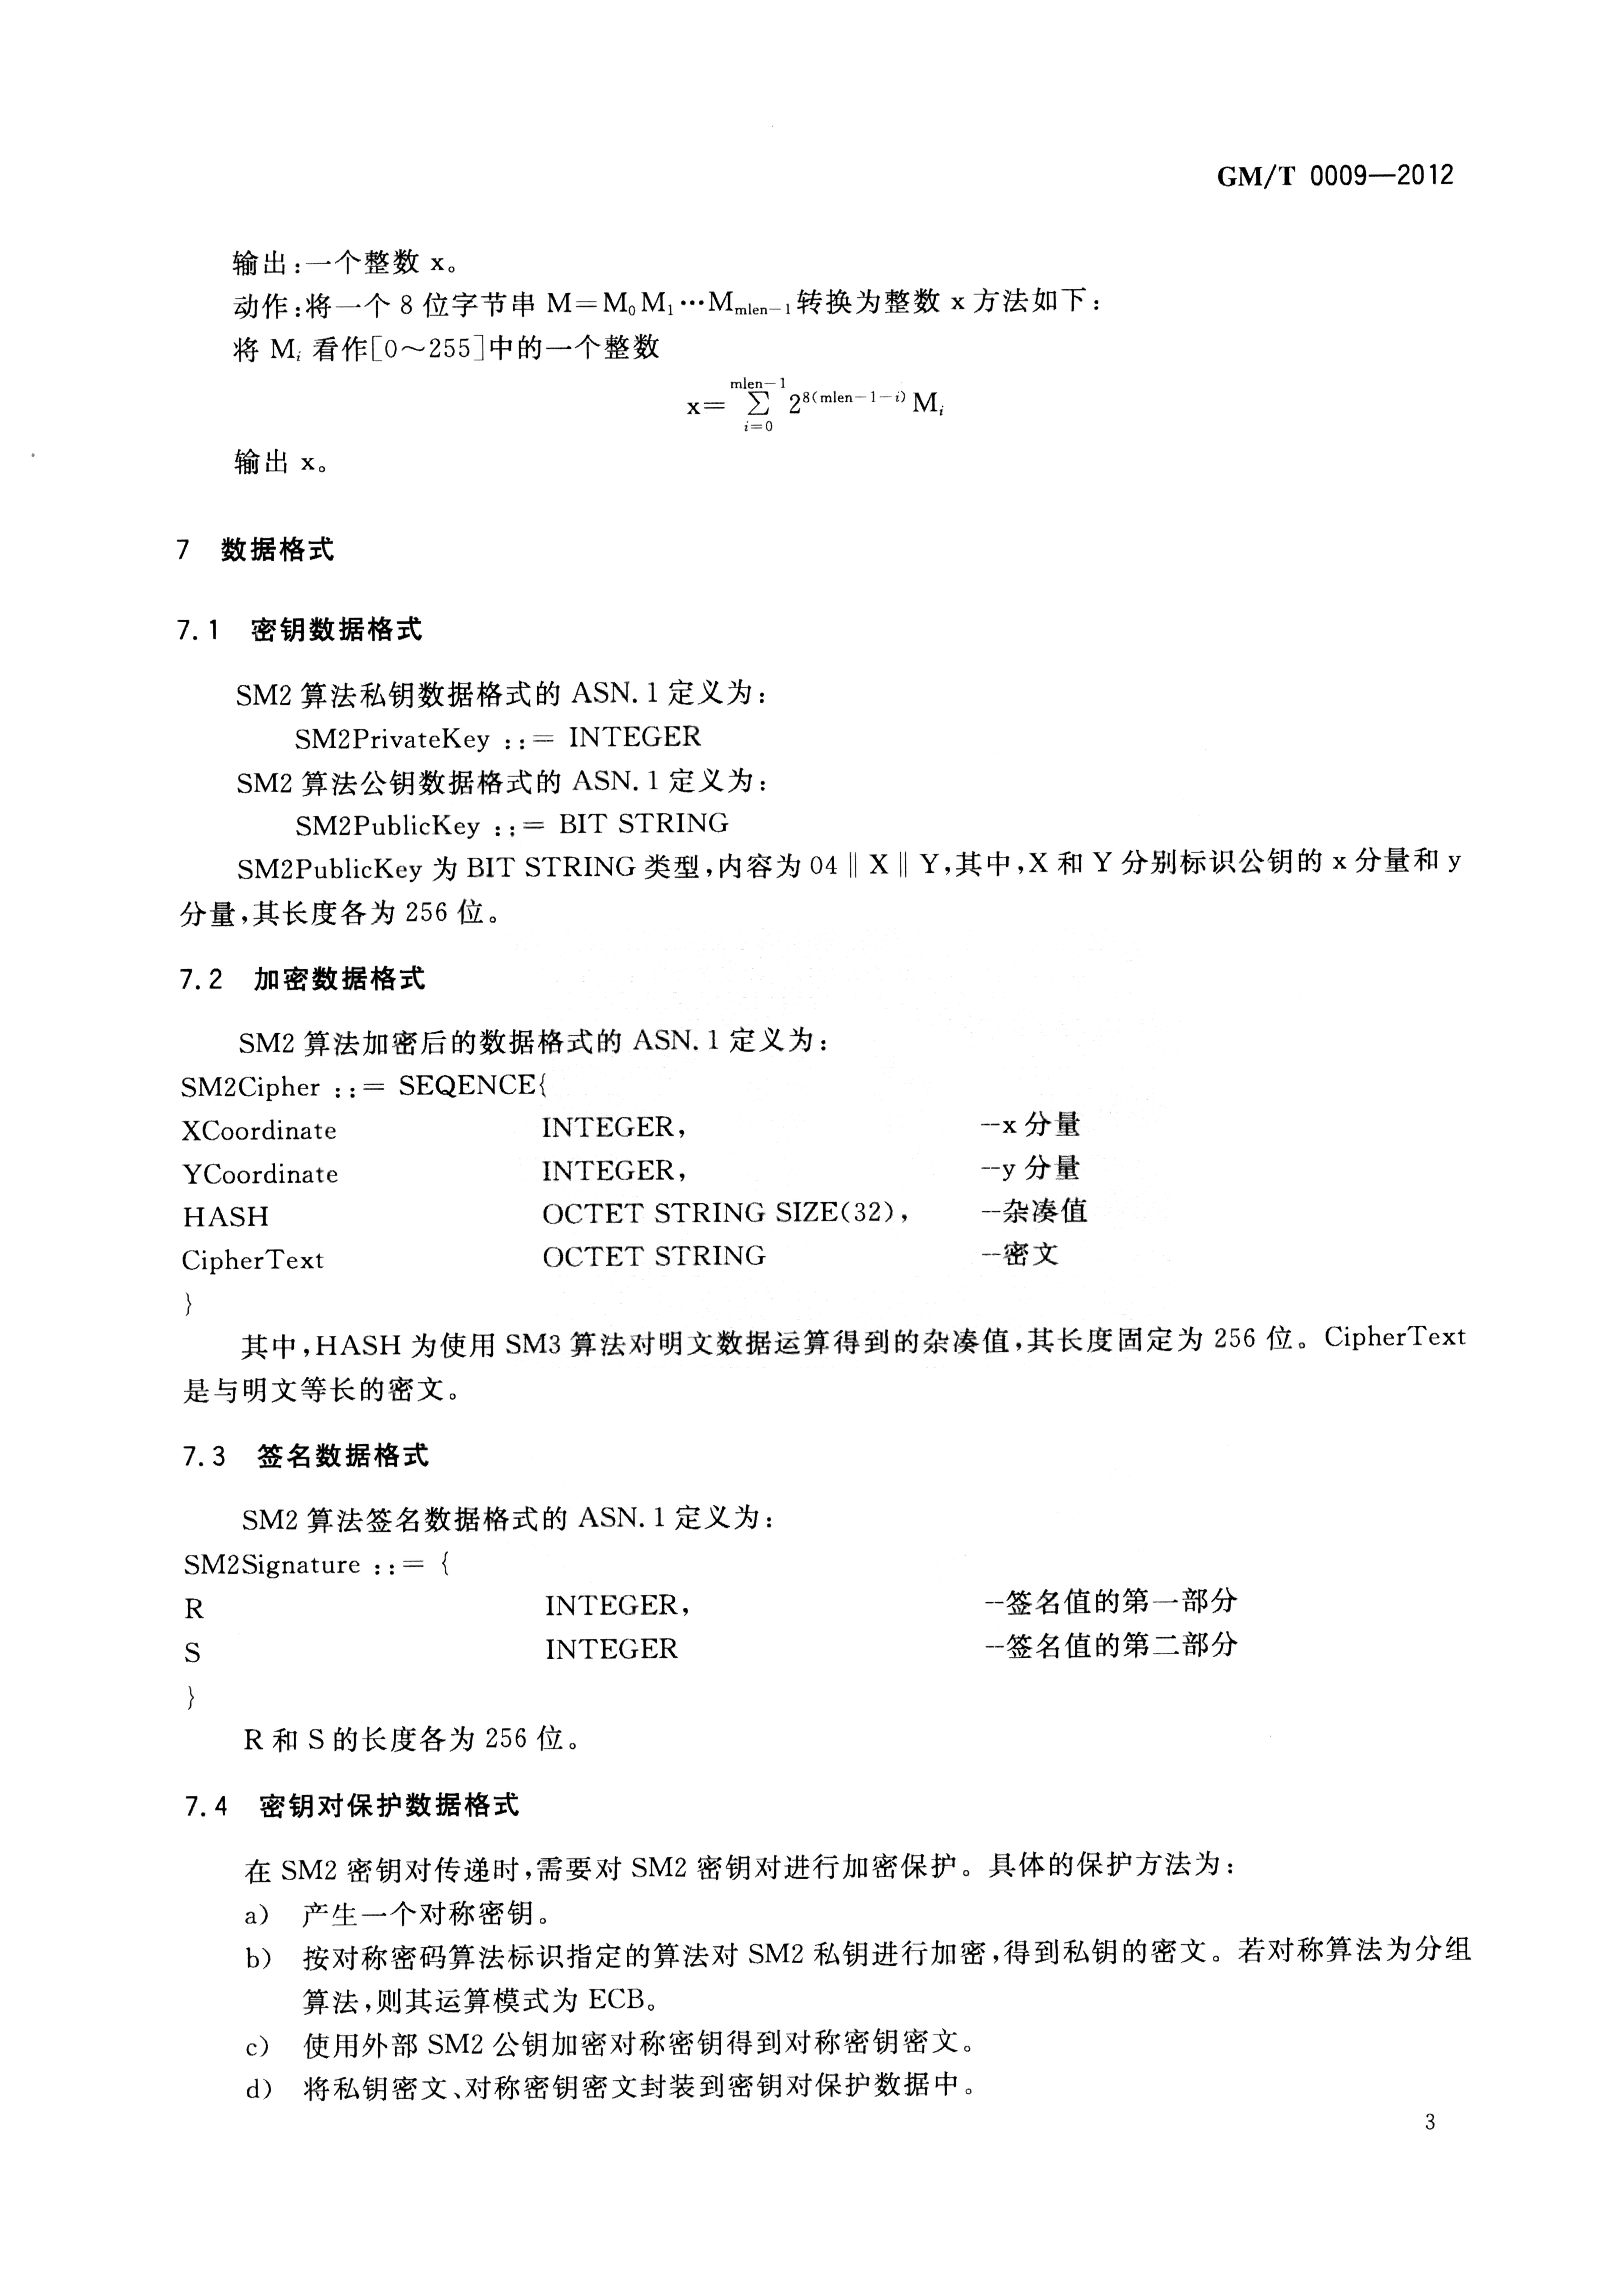 GM/T 0009—2012
输出:一个整数 x。
动作:将一个 8 位字节串 M=M₀M₁…Mmlen−1转换为整数 x 方法如下:
将 Mᵢ 看作[0～255]中的一个整数
x= mlen−1 ∑ i=0 2^8(mlen−1−i) Mᵢ
输出 x。
7 数据格式
7.1 密钥数据格式
SM2 算法私钥数据格式的 ASN.1 定义为:
SM2PrivateKey ::= INTEGER
SM2 算法公钥数据格式的 ASN.1 定义为:
SM2PublicKey ::= BIT STRING
SM2PublicKey 为 BIT STRING 类型,内容为 04‖X‖Y,其中,X 和 Y 分别标识公钥的 x 分量和 y
分量,其长度各为 256 位。
7.2 加密数据格式
SM2 算法加密后的数据格式的 ASN.1 定义为:
SM2Cipher ::= SEQENCE{
XCoordinate INTEGER, --x 分量
YCoordinate INTEGER, --y 分量
HASH OCTET STRING SIZE(32), --杂凑值
CipherText OCTET STRING --密文
}
其中,HASH 为使用 SM3 算法对明文数据运算得到的杂凑值,其长度固定为 256 位。CipherText
是与明文等长的密文。
7.3 签名数据格式
SM2 算法签名数据格式的 ASN.1 定义为:
SM2Signature ::= {
R INTEGER, --签名值的第一部分
S INTEGER --签名值的第二部分
}
R 和 S 的长度各为 256 位。
7.4 密钥对保护数据格式
在 SM2 密钥对传递时,需要对 SM2 密钥对进行加密保护。具体的保护方法为:
a) 产生一个对称密钥。
b) 按对称密码算法标识指定的算法对 SM2 私钥进行加密,得到私钥的密文。若对称算法为分组
算法,则其运算模式为 ECB。
c) 使用外部 SM2 公钥加密对称密钥得到对称密钥密文。
d) 将私钥密文、对称密钥密文封装到密钥对保护数据中。
3